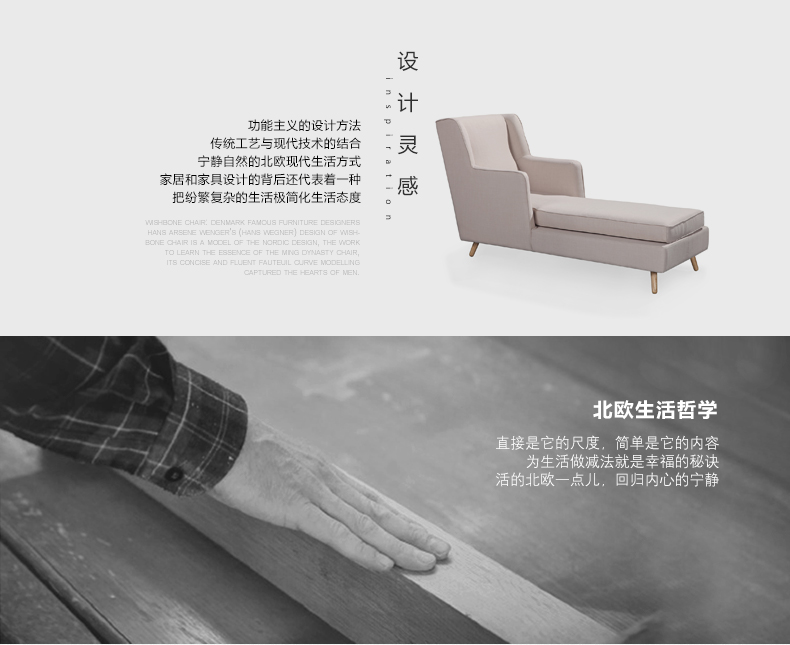 设计灵感
inspiration
功能主义的设计方法
传统工艺与现代技术的结合
宁静自然的北欧现代生活方式
家居和家具设计的背后还代表着一种
把纷繁复杂的生活极简化生活态度
WISHBONE CHAIR. DENMARK FAMOUS FURNITURE DESIGNERS
HANS ARSENE WENGER'S (HANS WEGNER) DESIGN OF WISH-
BONE CHAIR IS A MODEL OF THE NORDIC DESIGN, THE WORK
TO LEARN THE ESSENCE OF THE MING DYNASTY CHAIR,
ITS CONCISE AND FLUENT FAUTEUIL CURVE MODELLING
CAPTURED THE HEARTS OF MEN.
北欧生活哲学
直接是它的尺度，简单是它的内容
为生活做减法就是幸福的秘诀
活的北欧一点儿，回归内心的宁静